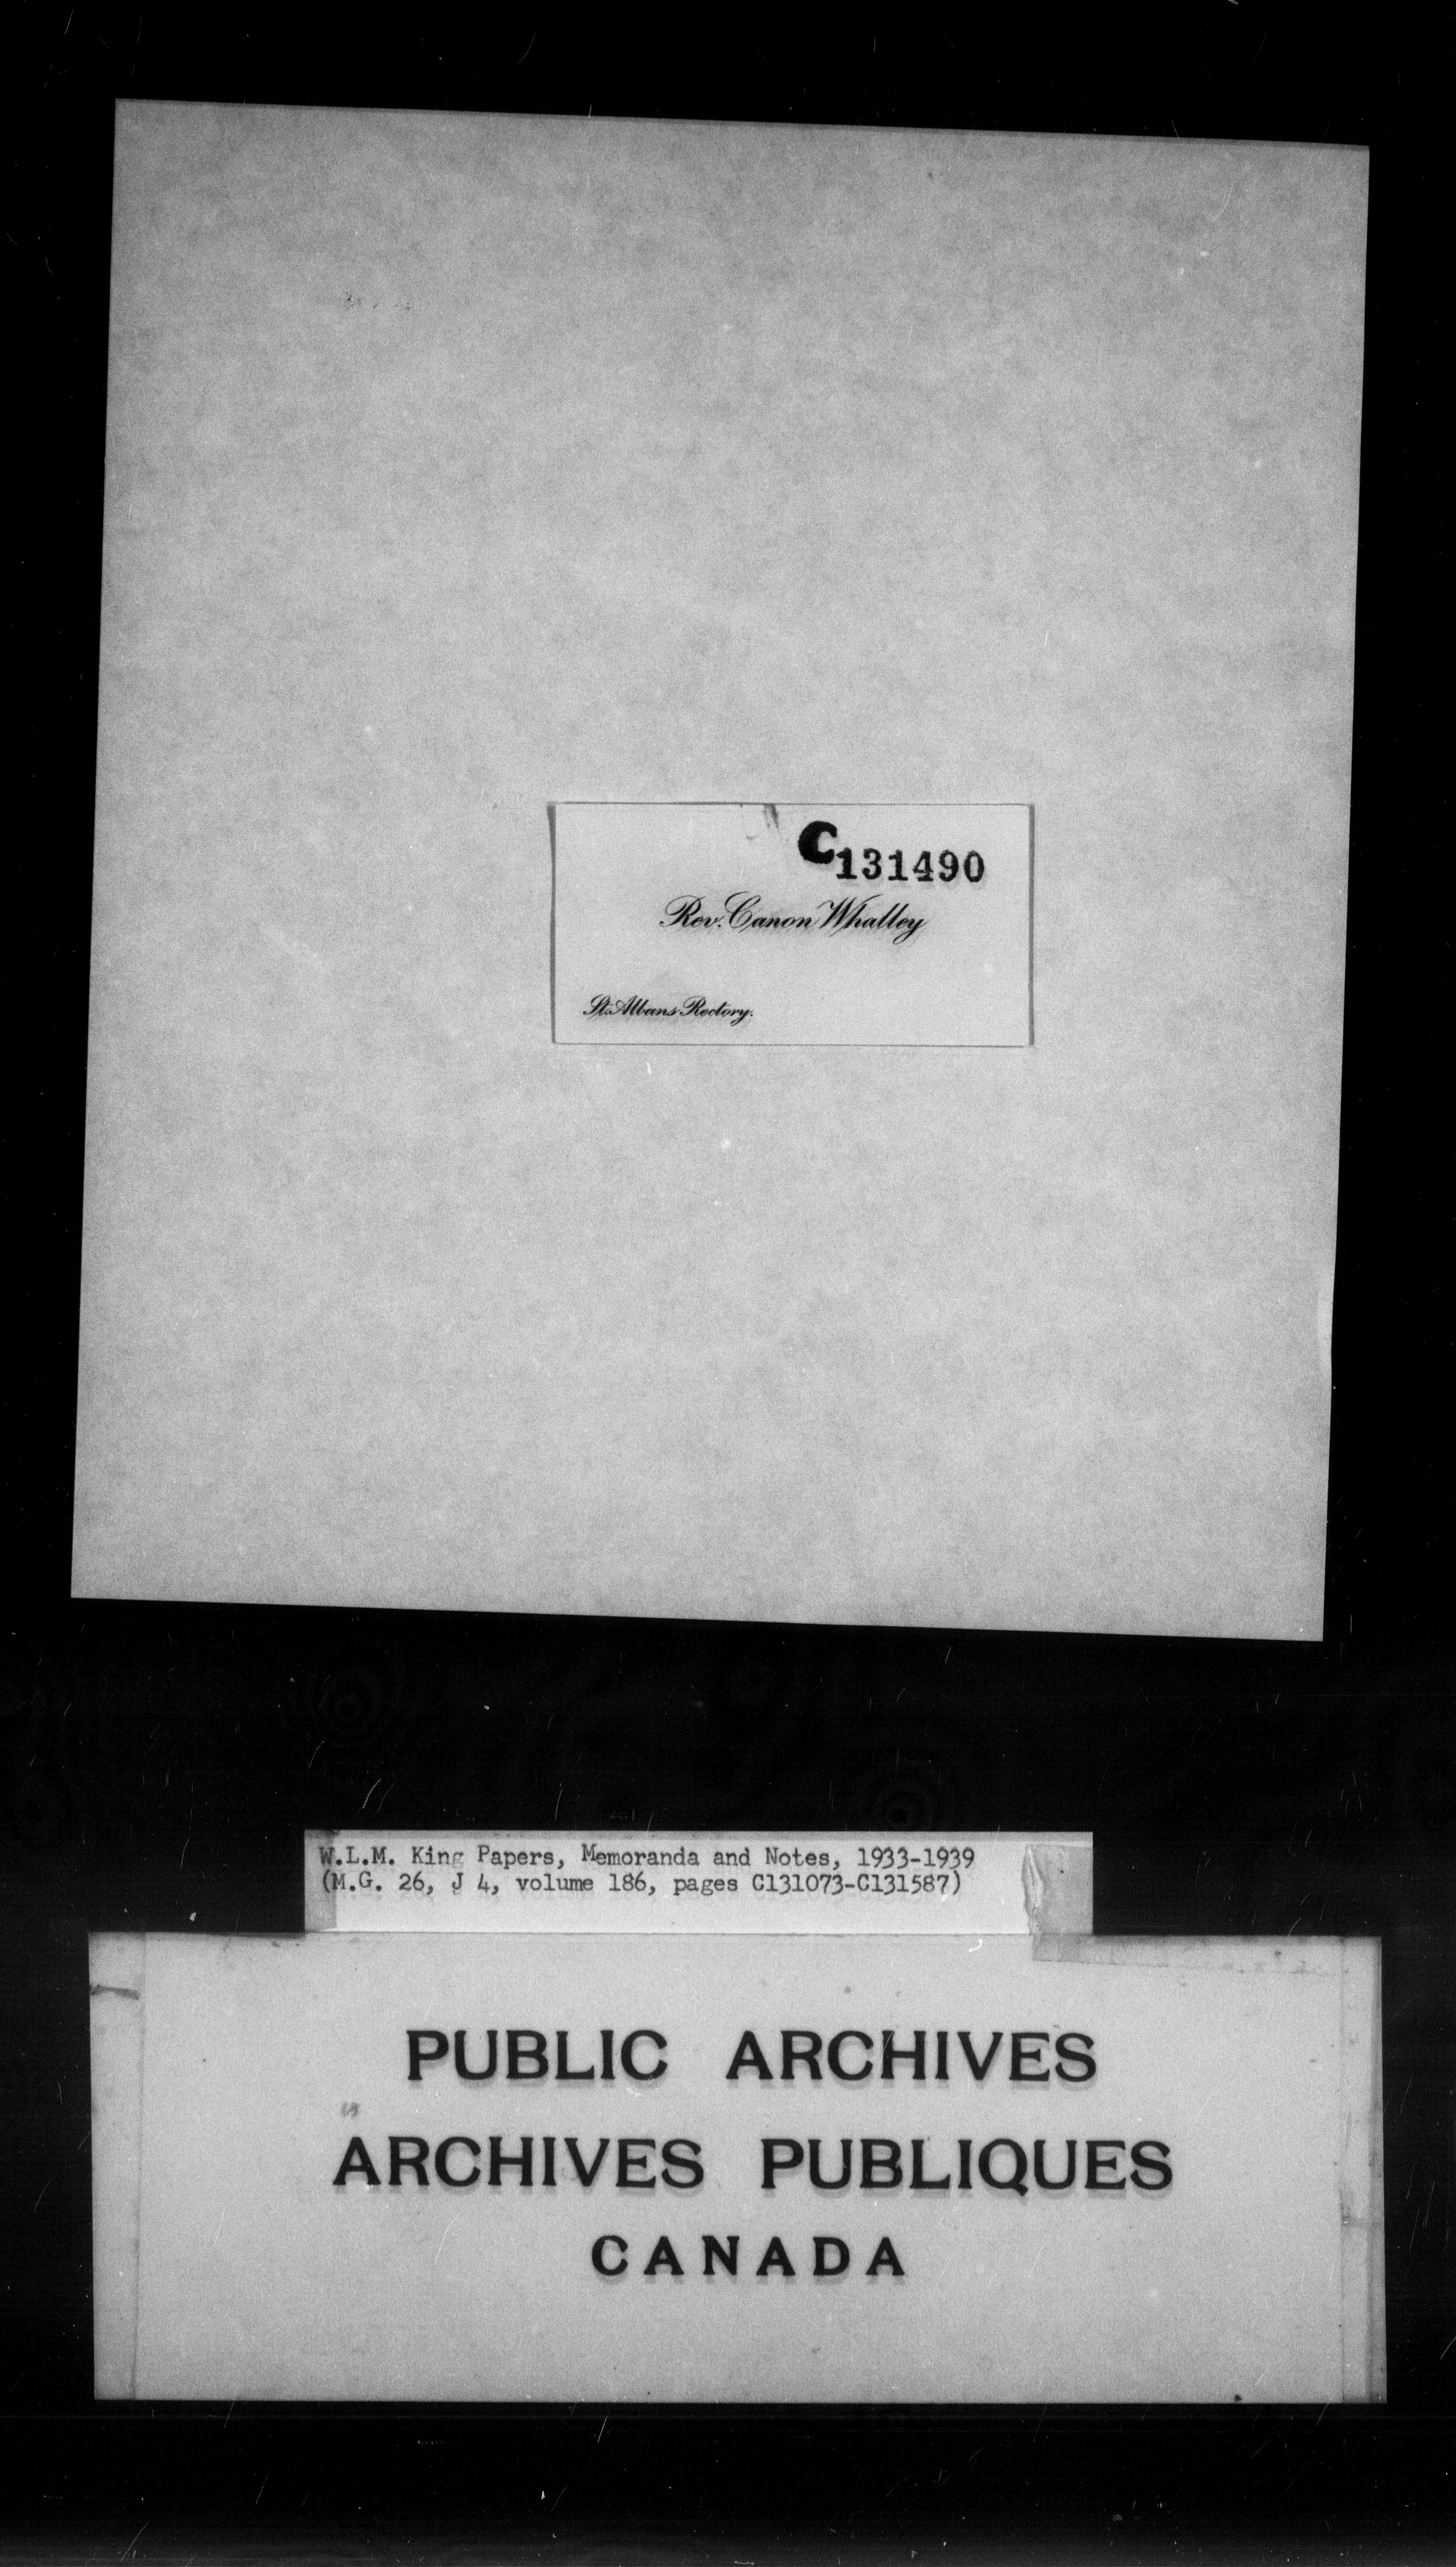 C131490
Rev. Canon Whalley
St. Albans Rectory.
W.L.M. King Papers, Memoranda and Notes, 1933-1939
(M.G. 26, J 4, volume 186, pages C131073-C131587)
PUBLIC ARCHIVES
ARCHIVES PUBLIQUES
CANADA